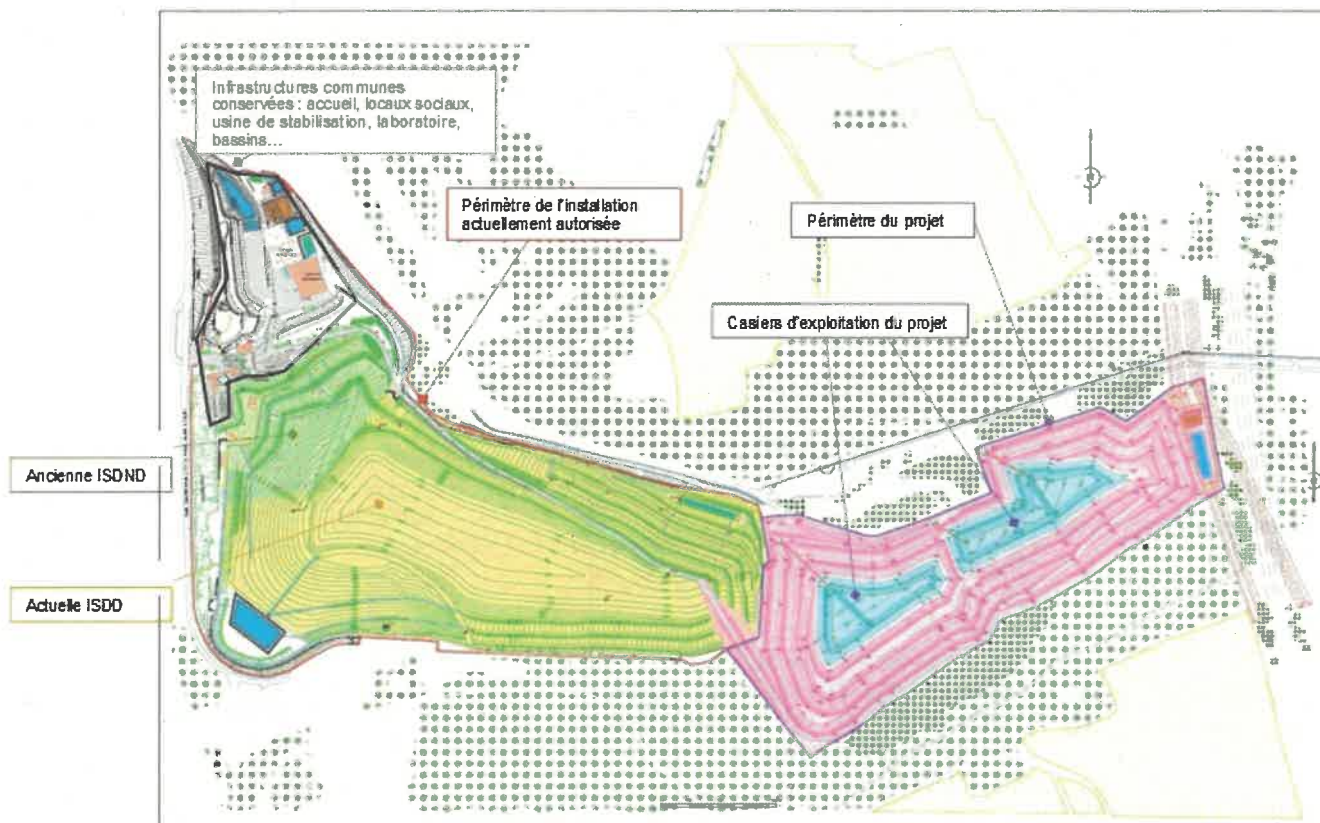 Infrastructures communes
conservées : accueil, locaux sociaux,
usine de stabilisation, laboratoire,
bassins...
Périmètre de l'installation
actuellement autorisée
Périmètre du projet
Casiers d'exploitation du projet
Ancienne ISDND
Actuelle ISDD